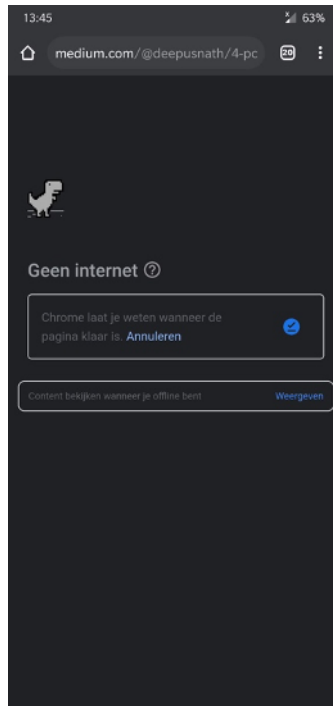 13:45
63%
medium.com/@deepusnath/4-pc
20
Geen internet
Chrome laat je weten wanneer de
pagina klaar is. Annuleren
Content bekijken wanneer je offline bent Weergeven